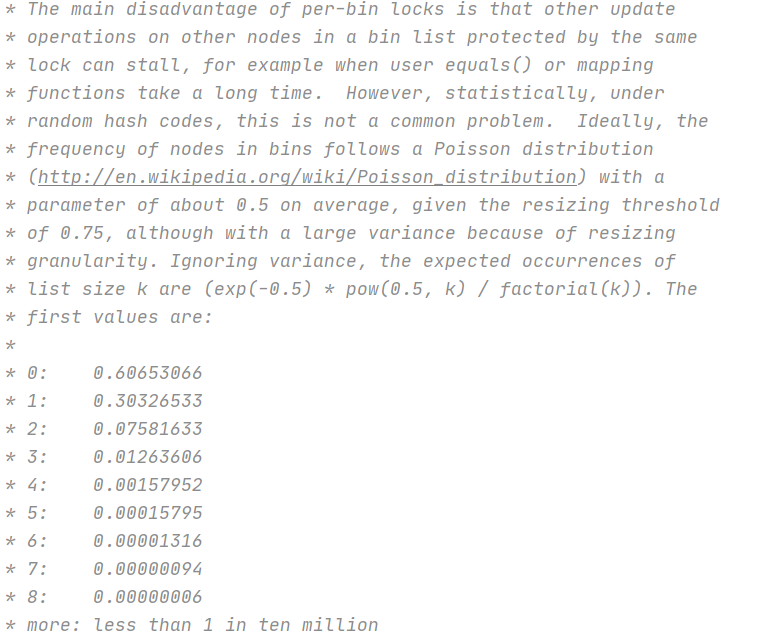 * The main disadvantage of per-bin locks is that other update
* operations on other nodes in a bin list protected by the same
* lock can stall, for example when user equals() or mapping
* functions take a long time.  However, statistically, under
* random hash codes, this is not a common problem.  Ideally, the
* frequency of nodes in bins follows a Poisson distribution
* (http://en.wikipedia.org/wiki/Poisson_distribution) with a
* parameter of about 0.5 on average, given the resizing threshold
* of 0.75, although with a large variance because of resizing
* granularity. Ignoring variance, the expected occurrences of
* list size k are (exp(-0.5) * pow(0.5, k) / factorial(k)). The
* first values are:
*
* 0:    0.60653066
* 1:    0.30326533
* 2:    0.07581633
* 3:    0.01263606
* 4:    0.00157952
* 5:    0.00015795
* 6:    0.00001316
* 7:    0.00000094
* 8:    0.00000006
* more: less than 1 in ten million